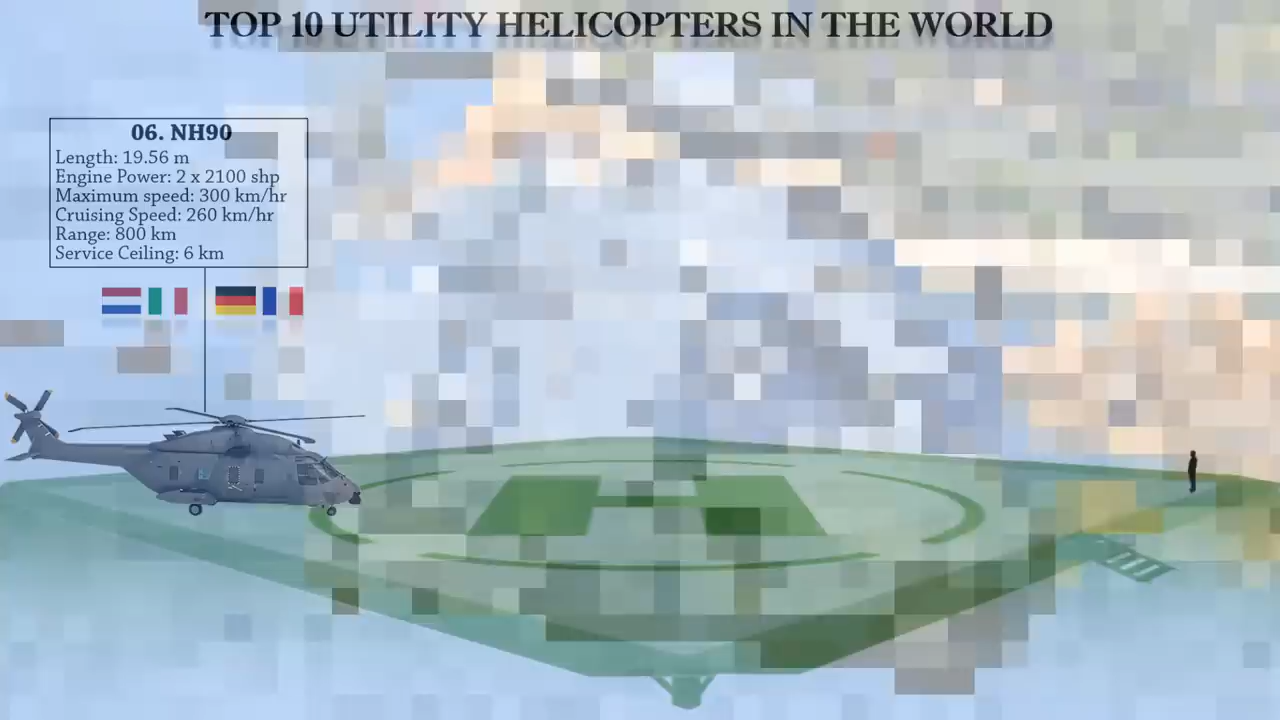 TOP 10 UTILITY HELICOPTERS IN THE WORLD
06. NH90
Length: 19.56 m
Engine Power: 2 x 2100 shp
Maximum speed: 300 km/hr
Cruising Speed: 260 km/hr
Range: 800 km
Service Ceiling: 6 km
H